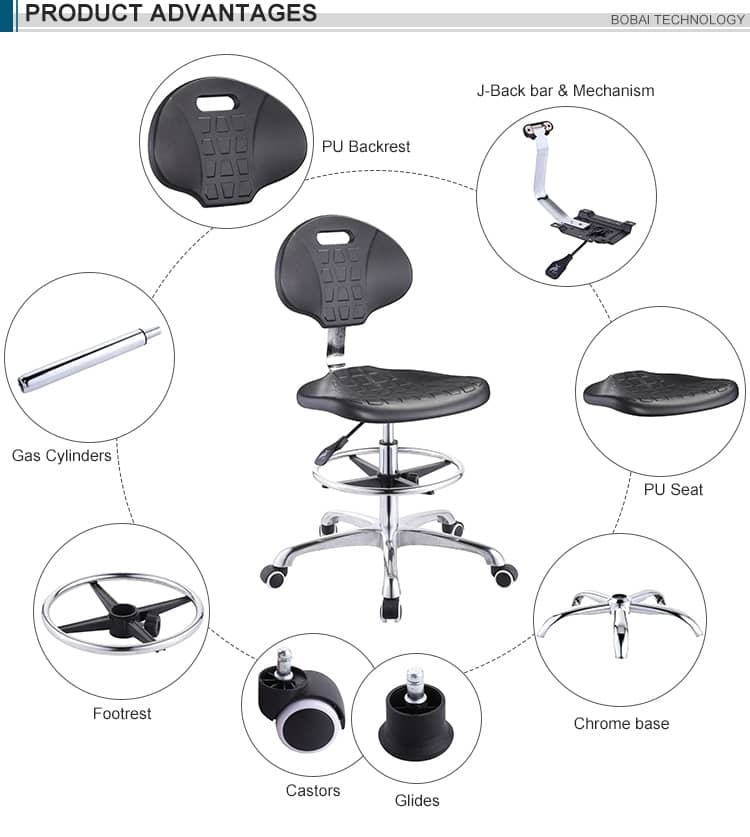 PRODUCT ADVANTAGES
BOBAI TECHNOLOGY
J-Back bar & Mechanism
PU Backrest
Gas Cylinders
PU Seat
Footrest
Chrome base
Castors
Glides